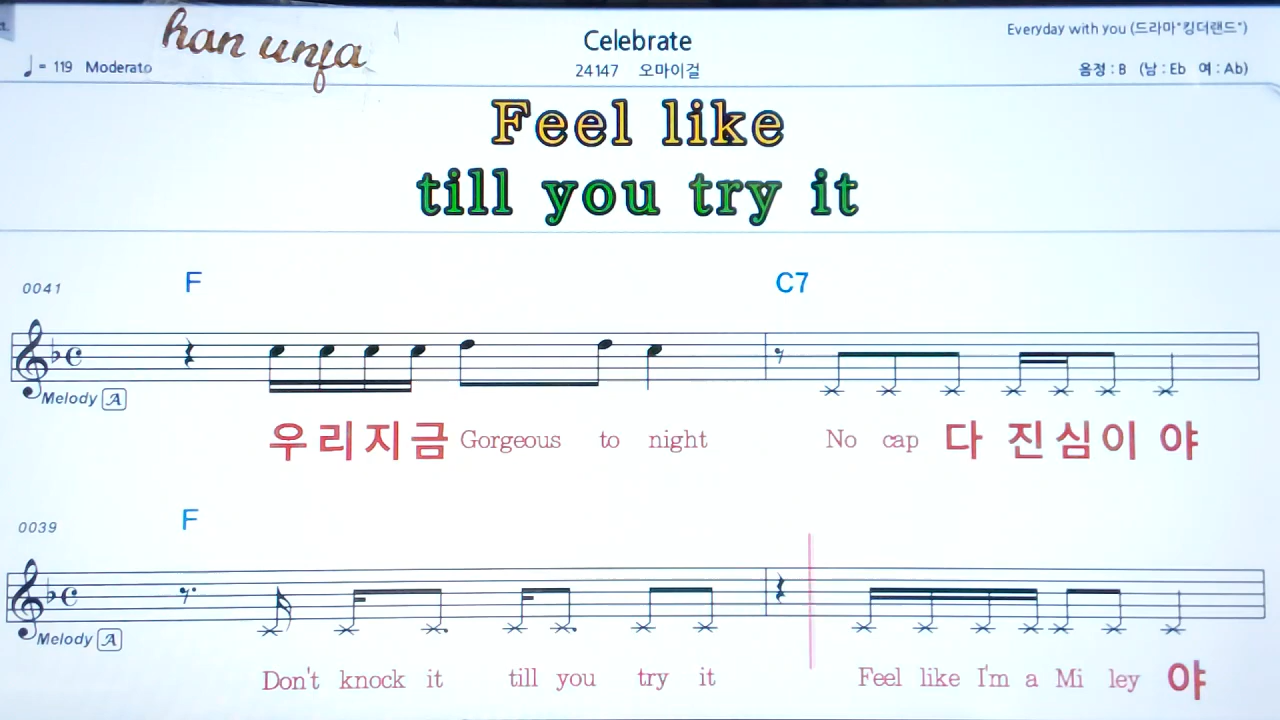 han unfa
♩= 119 Moderato
Celebrate
24147 오마이걸
Everyday with you (드라마"킹더랜드")
음정 : B (남 : Eb 여 : Ab)
Feel like
till you try it
0041 F C7
Melody A
우리지금 Gorgeous to night No cap 다 진심이 야
0039 F
Melody A
Don't knock it till you try it Feel like I'm a Mi ley 야